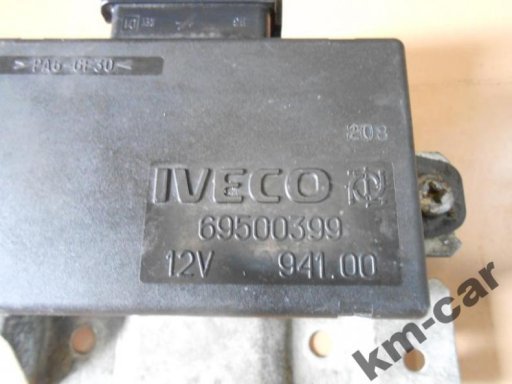 > PA6-GF30 <
208
IVECO
69500399
12V 941.00
km-car